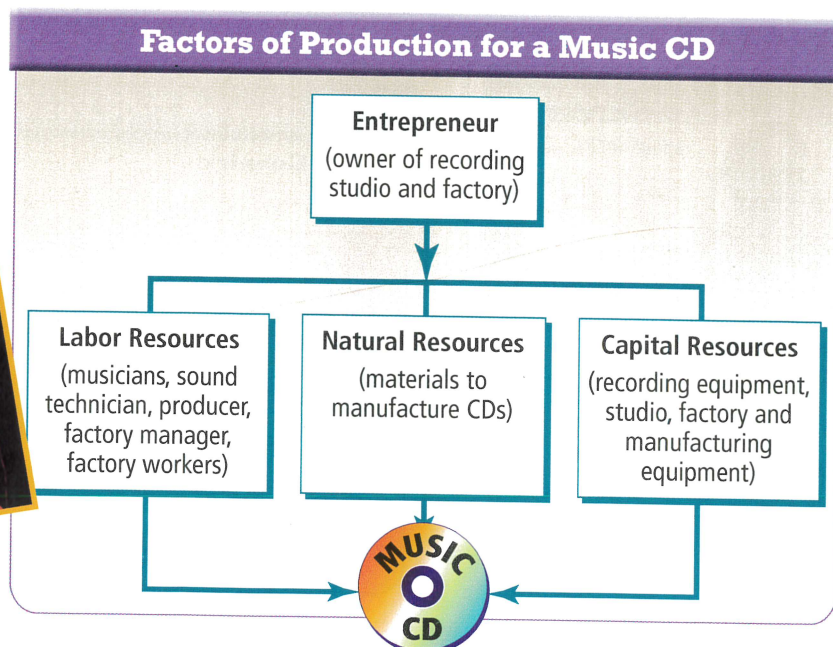 Factors of Production for a Music CD
Entrepreneur
(owner of recording
studio and factory)
Labor Resources
(musicians, sound
technician, producer,
factory manager,
factory workers)
Natural Resources
(materials to
manufacture CDs)
Capital Resources
(recording equipment,
studio, factory and
manufacturing
equipment)
MUSIC
CD